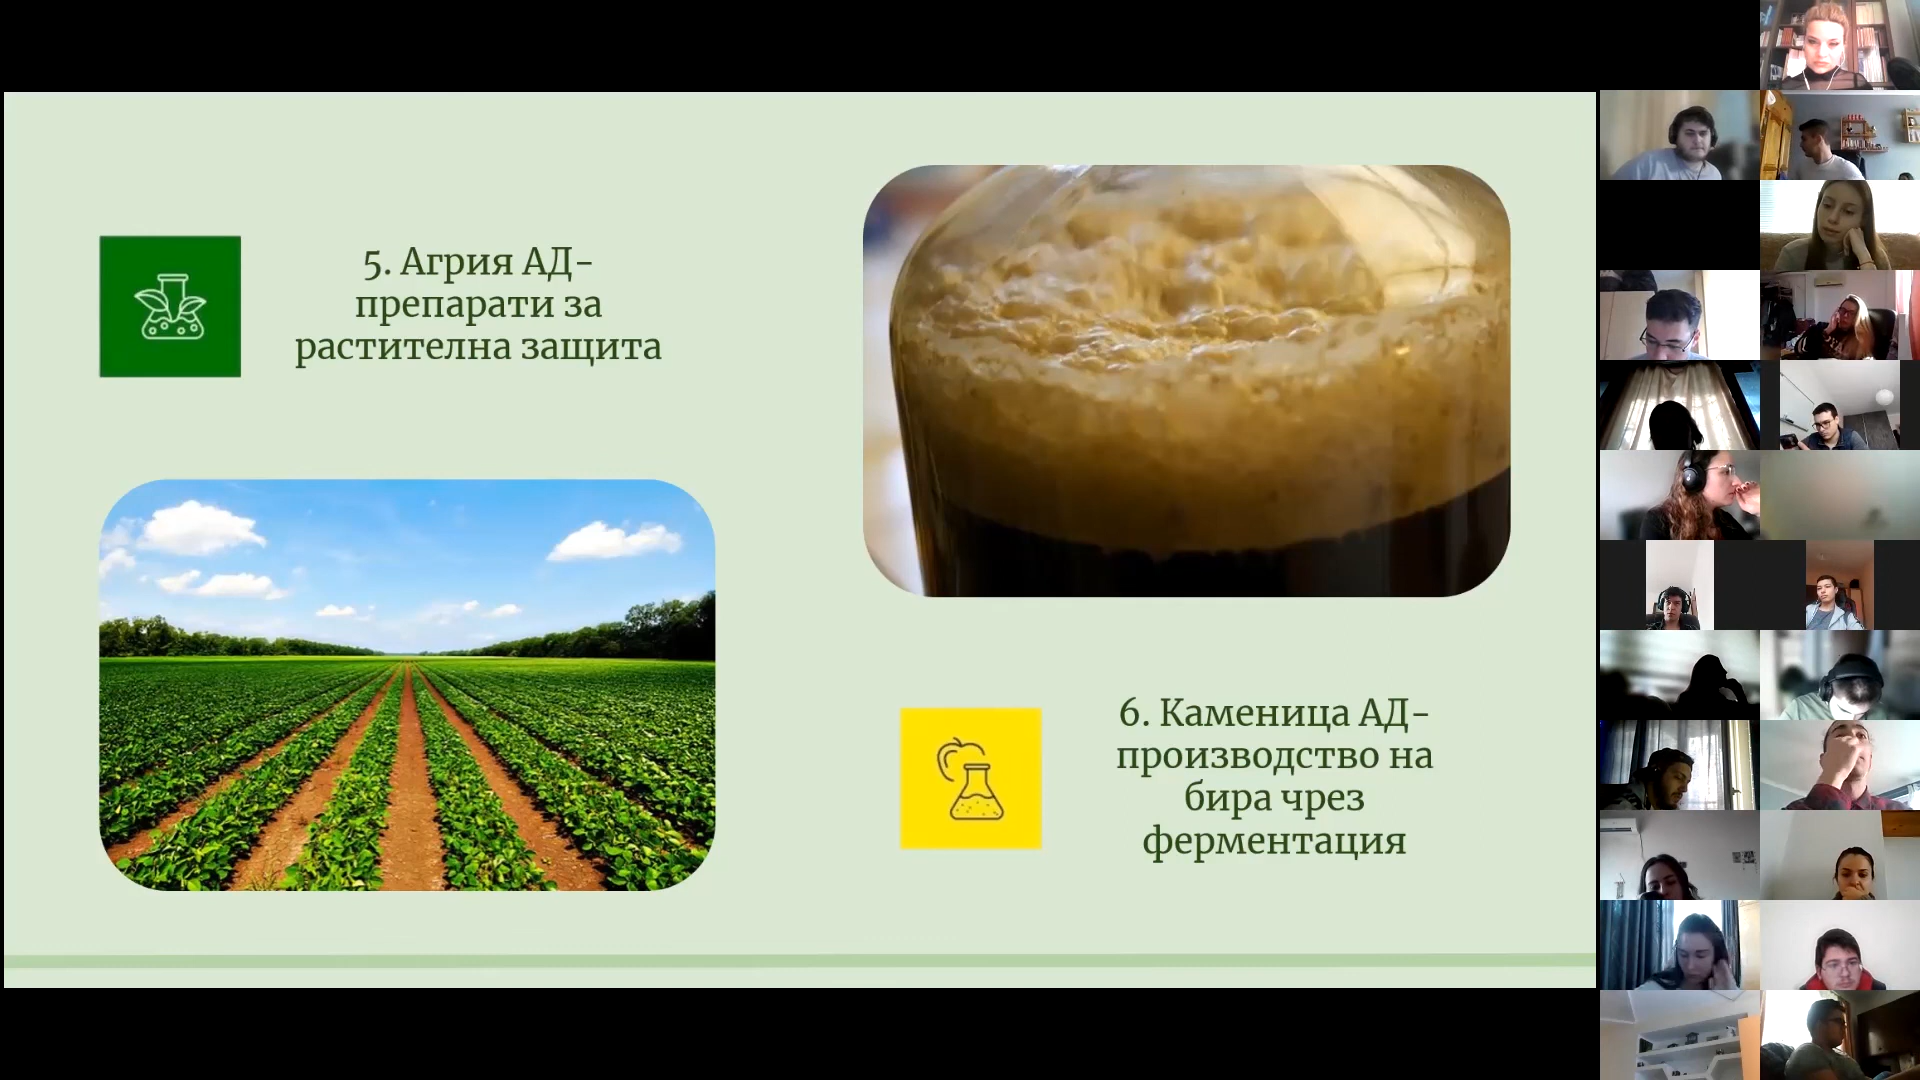 5. Агрия АД-
препарати за
растителна защита
6. Каменица АД-
производство на
бира чрез
ферментация